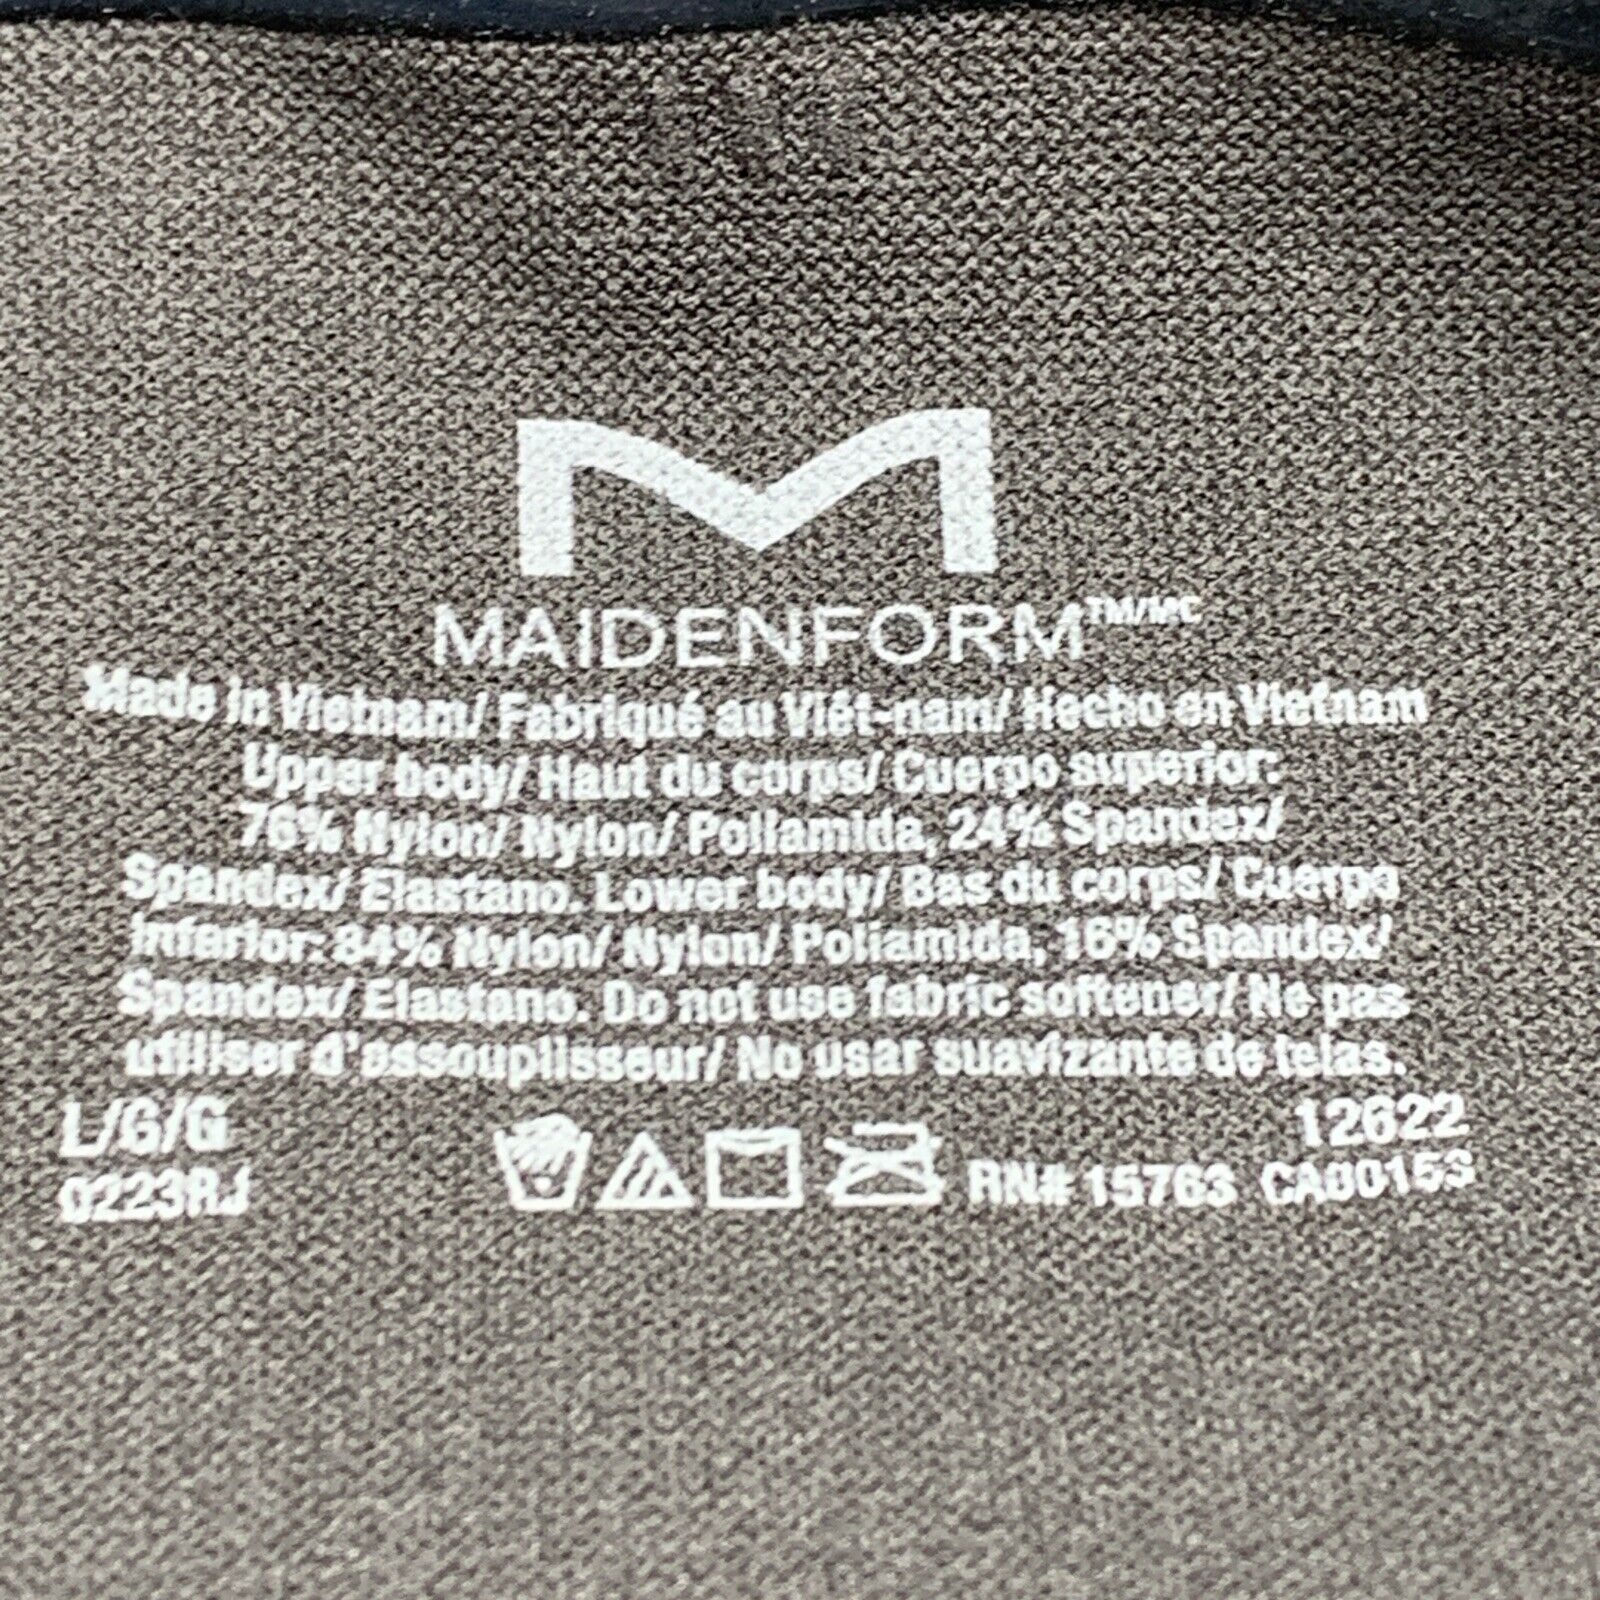 MAIDENFORM TM/MC
Made in Vietnam/ Fabriqué au Viêt-nam/ Hecho en Vietnam
Upper body/ Haut du corps/ Cuerpo superior:
76% Nylon/ Nylon/ Poliamida, 24% Spandex/
Spandex/ Elastano. Lower body/ Bas du corps/ Cuerpo
Inferior: 84% Nylon/ Nylon/ Poliamida, 16% Spandex/
Spandex/ Elastano. Do not use fabric softener/ Ne pas
utiliser d'assouplisseur/ No usar suavizante de telas.
L/G/G
12622
0223RJ
RN# 15763 CA00153